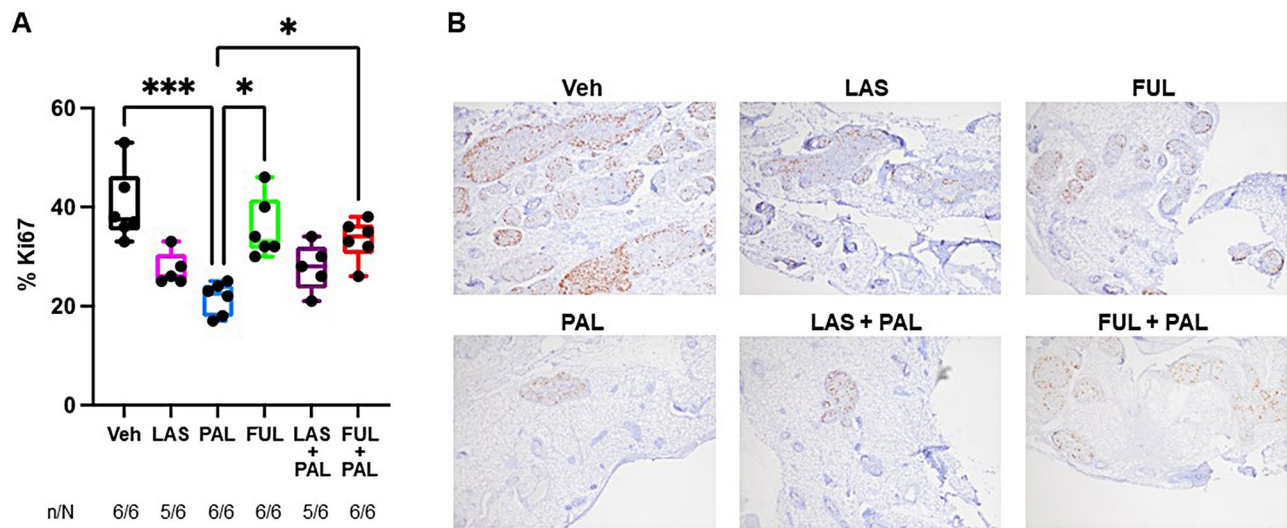 A
B
*
*** *
60
40
20
0
% Ki67
Veh LAS PAL FUL LAS + PAL FUL + PAL
n/N 6/6 5/6 6/6 6/6 5/6 6/6
Veh LAS FUL
PAL LAS + PAL FUL + PAL